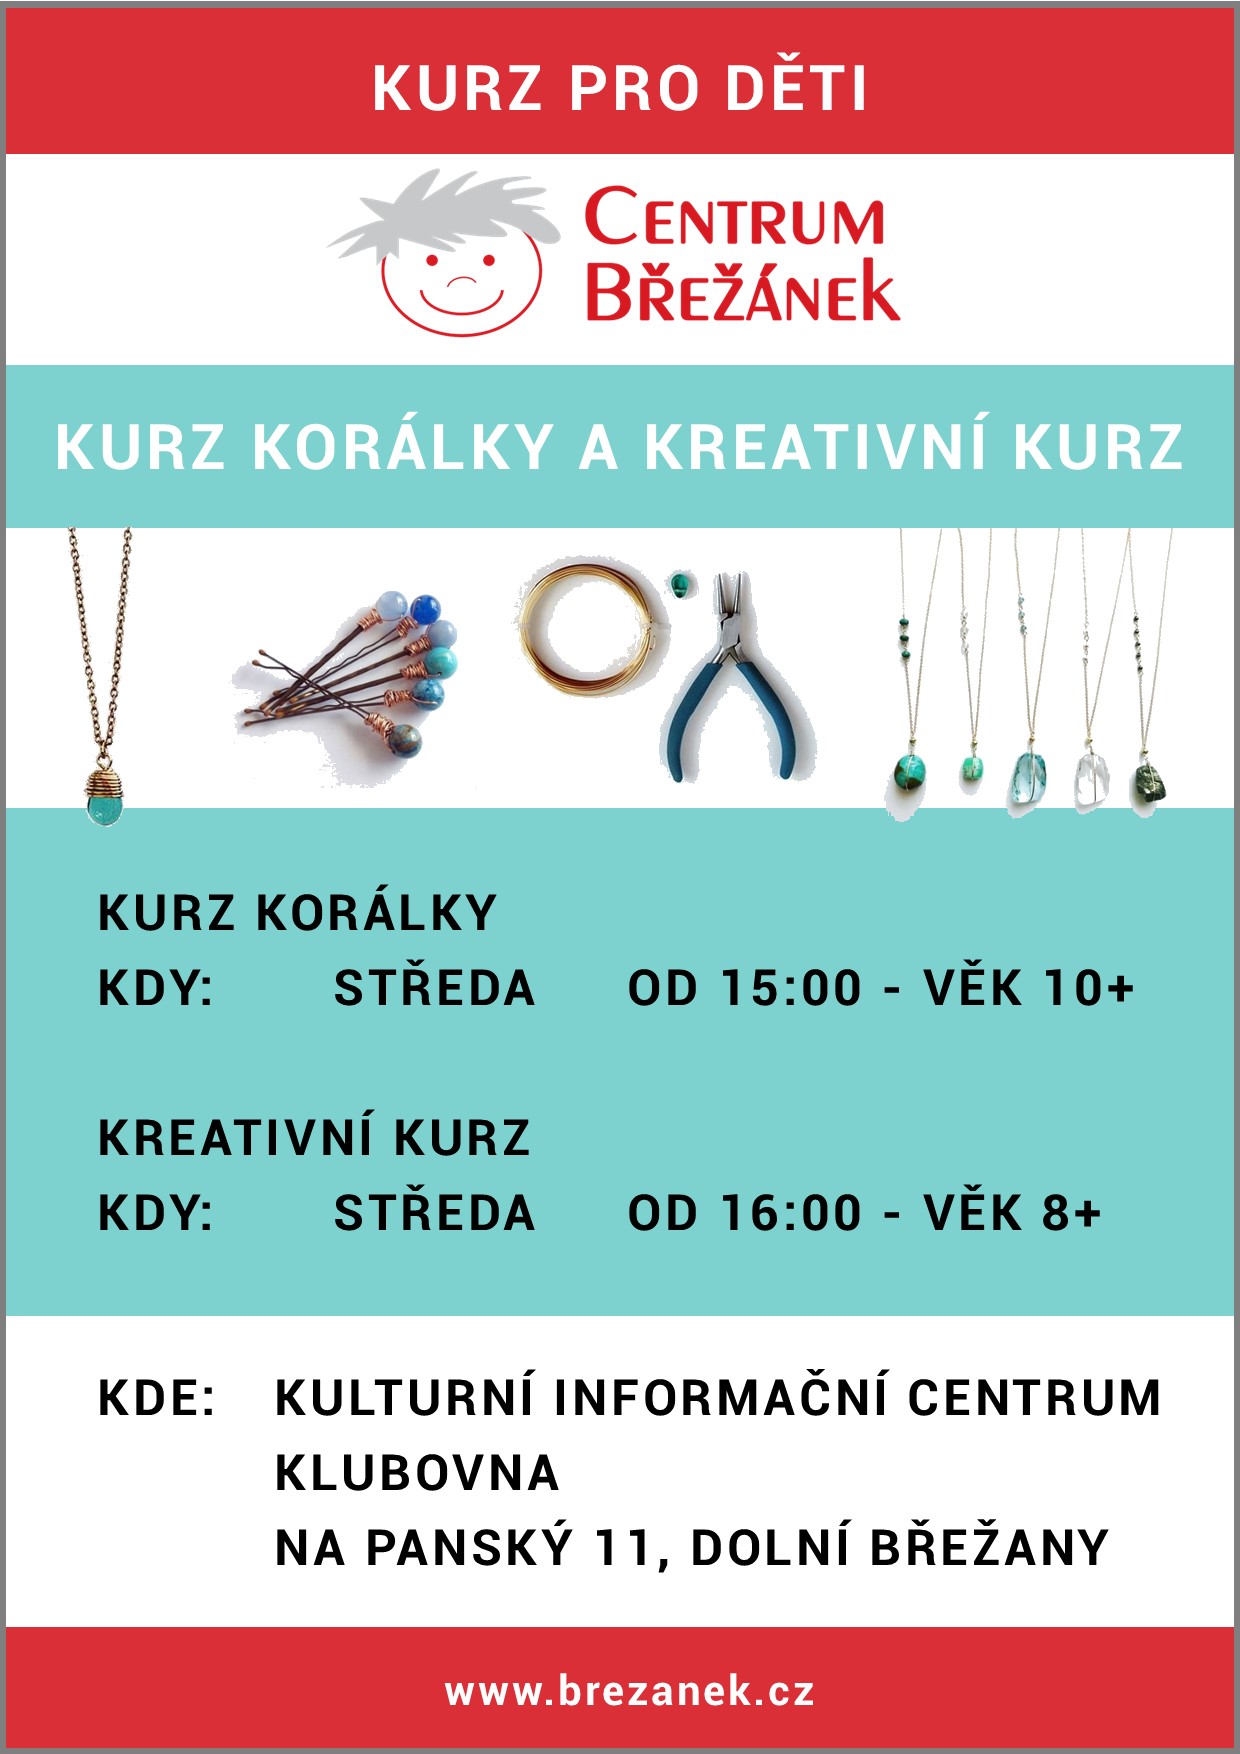 KURZ PRO DĚTI
CENTRUM
BŘEŽÁNEK
KURZ KORÁLKY A KREATIVNÍ KURZ
KURZ KORÁLKY
KDY: STŘEDA OD 15:00 - VĚK 10+
KREATIVNÍ KURZ
KDY: STŘEDA OD 16:00 - VĚK 8+
KDE: KULTURNÍ INFORMAČNÍ CENTRUM
KLUBOVNA
NA PANSKÝ 11, DOLNÍ BŘEŽANY
www.brezanek.cz